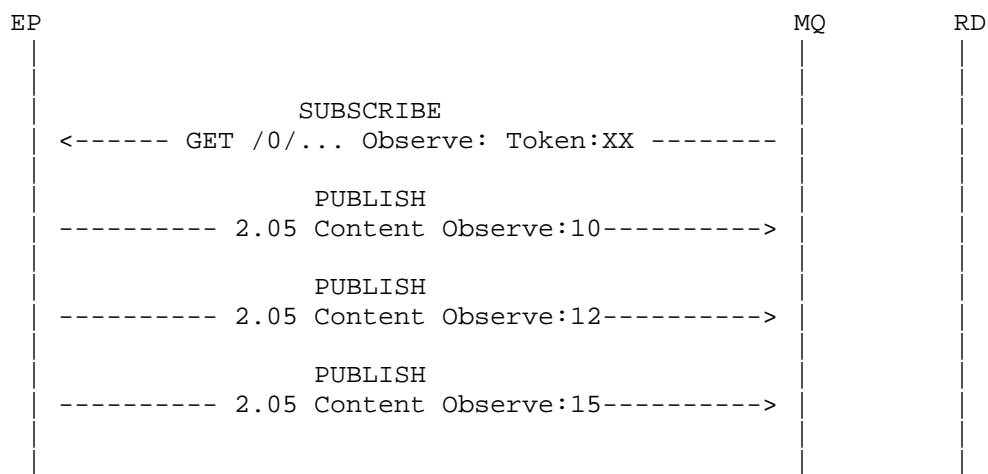 EP MQ RD
SUBSCRIBE
<------ GET /0/... Observe: Token:XX --------
PUBLISH
---------- 2.05 Content Observe:10---------->
PUBLISH
---------- 2.05 Content Observe:12---------->
PUBLISH
---------- 2.05 Content Observe:15---------->